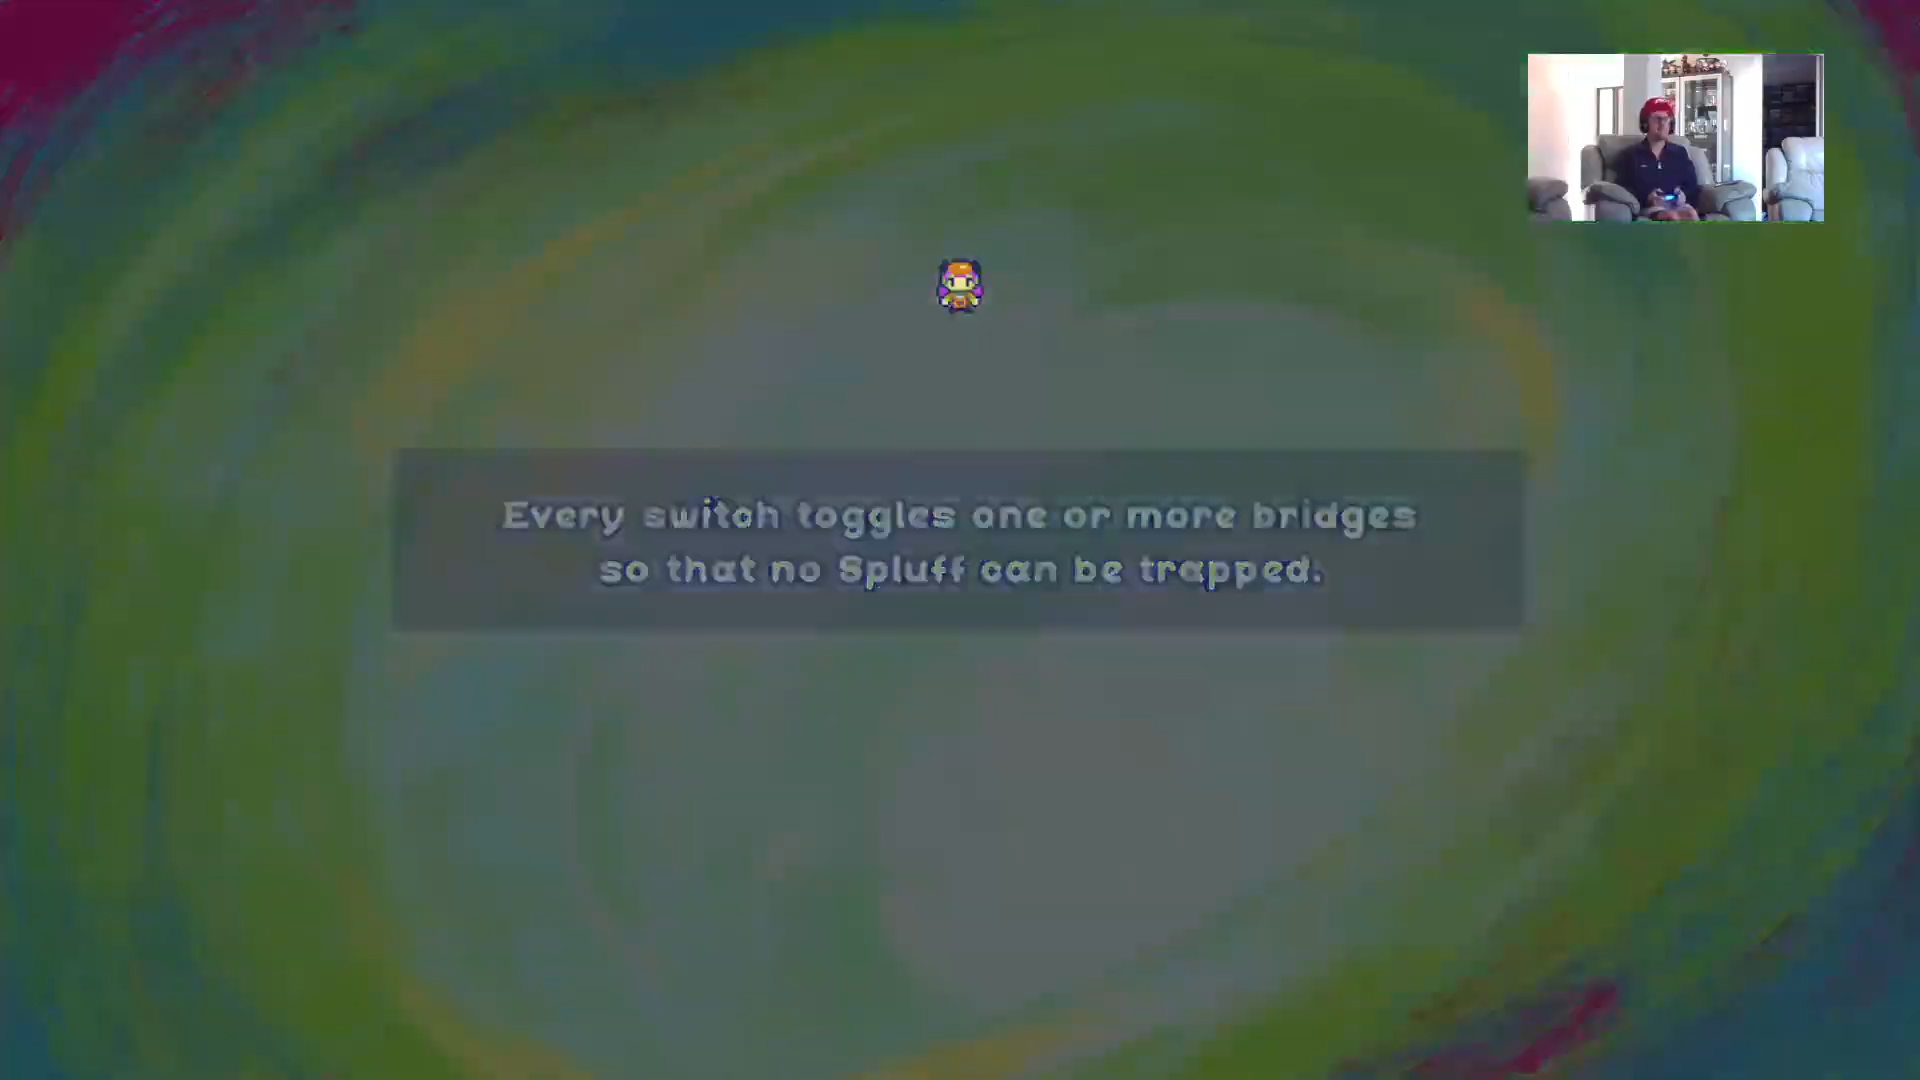 Every switch toggles one or more bridges
so that no Spluff can be trapped.